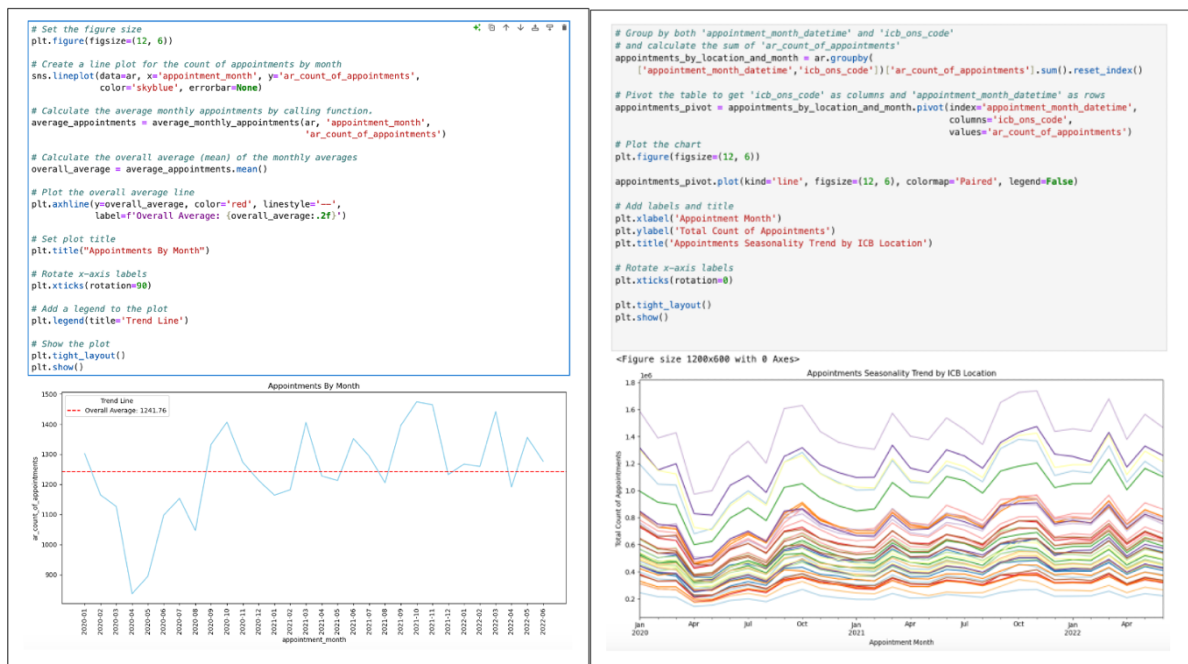 # Set the figure size
plt.figure(figsize=(12, 6))
# Create a line plot for the count of appointments by month
sns.lineplot(data=ar, x='appointment_month', y='ar_count_of_appointments',
color='skyblue', errorbar=None)
# Calculate the average monthly appointments by calling function.
average_appointments = average_monthly_appointments(ar, 'appointment_month',
'ar_count_of_appointments')
# Calculate the overall average (mean) of the monthly averages
overall_average = average_appointments.mean()
# Plot the overall average line
plt.axhline(y=overall_average, color='red', linestyle='--',
label=f'Overall Average: {overall_average:.2f}')
# Set plot title
plt.title("Appointments By Month")
# Rotate x-axis labels
plt.xticks(rotation=90)
# Add a legend to the plot
plt.legend(title='Trend Line')
# Show the plot
plt.tight_layout()
plt.show()
Appointments By Month
Trend Line
Overall Average: 1241.76
1500
1400
1300
1200
1100
1000
900
ar_count_of_appointments
2020-01
2020-02
2020-03
2020-04
2020-05
2020-06
2020-07
2020-08
2020-09
2020-10
2020-11
2020-12
2021-01
2021-02
2021-03
2021-04
2021-05
2021-06
2021-07
2021-08
2021-09
2021-10
2021-11
2021-12
2022-01
2022-02
2022-03
2022-04
2022-05
2022-06
appointment_month
# Group by both 'appointment_month_datetime' and 'icb_ons_code'
# and calculate the sum of 'ar_count_of_appointments'
appointments_by_location_and_month = ar.groupby(
['appointment_month_datetime','icb_ons_code'])['ar_count_of_appointments'].sum().reset_index()
# Pivot the table to get 'icb_ons_code' as columns and 'appointment_month_datetime' as rows
appointments_pivot = appointments_by_location_and_month.pivot(index='appointment_month_datetime',
columns='icb_ons_code',
values='ar_count_of_appointments')
# Plot the chart
plt.figure(figsize=(12, 6))
appointments_pivot.plot(kind='line', figsize=(12, 6), colormap='Paired', legend=False)
# Add labels and title
plt.xlabel('Appointment Month')
plt.ylabel('Total Count of Appointments')
plt.title('Appointments Seasonality Trend by ICB Location')
# Rotate x-axis labels
plt.xticks(rotation=0)
plt.tight_layout()
plt.show()
<Figure size 1200x600 with 0 Axes>
Appointments Seasonality Trend by ICB Location
1e6
1.8
1.6
1.4
1.2
1.0
0.8
0.6
0.4
0.2
Total Count of Appointments
Jan Apr Jul Oct Jan Apr Jul Oct Jan Apr
2020 2021 2022
Appointment Month